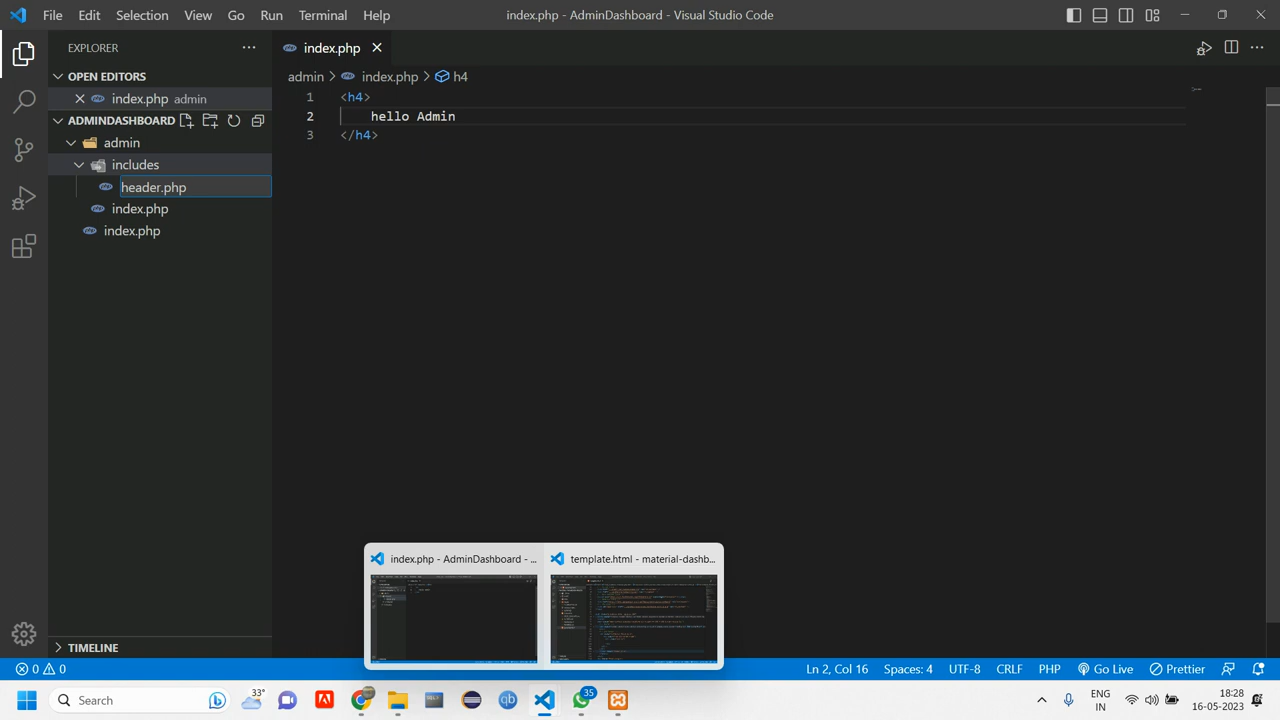 File Edit Selection View Go Run Terminal Help index.php - AdminDashboard - Visual Studio Code
EXPLORER
OPEN EDITORS
index.php admin
ADMINDASHBOARD
admin
includes
header.php
index.php
index.php
index.php
admin > index.php > h4
1 <h4>
2 hello Admin
3 </h4>
index.php - AdminDashboard - ...
template.html - material-dashb...
0 0
Ln 2, Col 16 Spaces: 4 UTF-8 CRLF PHP Go Live Prettier
Search
33°
35
ENG
IN
18:28
16-05-2023